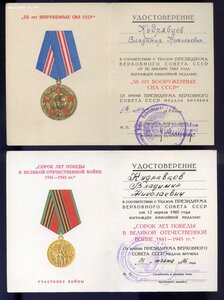 "50 ЛЕТ ВООРУЖЕННЫХ
СИЛ СССР"
УДОСТОВЕРЕНИЕ
Кудрявцев
Владимир Николаевич
В СООТВЕТСТВИИ С УКАЗОМ ПРЕЗИДИУМА
ВЕРХОВНОГО СОВЕТА СССР
ОТ 26 ДЕКАБРЯ 1967 ГОДА
НАГРАЖДЕН ЮБИЛЕЙНОЙ МЕДАЛЬЮ
"50 ЛЕТ ВООРУЖЕННЫХ
СИЛ СССР"
ОТ ИМЕНИ ПРЕЗИДИУМА ВЕРХОВНОГО
СОВЕТА СССР МЕДАЛЬ ВРУЧЕНА
М. П.
"СОРОК ЛЕТ ПОБЕДЫ
В ВЕЛИКОЙ ОТЕЧЕСТВЕННОЙ ВОЙНЕ
1941—1945 гг."
УЧАСТНИКУ ВОЙНЫ
УДОСТОВЕРЕНИЕ
Кудрявцев
Владимир
Николаевич
В СООТВЕТСТВИИ С УКАЗОМ ПРЕЗИДИУМА
ВЕРХОВНОГО СОВЕТА СССР
от 12 апреля 1985 года
НАГРАЖДЕН ЮБИЛЕЙНОЙ МЕДАЛЬЮ
"СОРОК ЛЕТ ПОБЕДЫ
В ВЕЛИКОЙ ОТЕЧЕСТВЕННОЙ
ВОЙНЕ 1941—1945 гг."
ОТ ИМЕНИ ПРЕЗИДИУМА ВЕРХОВНОГО
СОВЕТА СССР МЕДАЛЬ ВРУЧЕНА